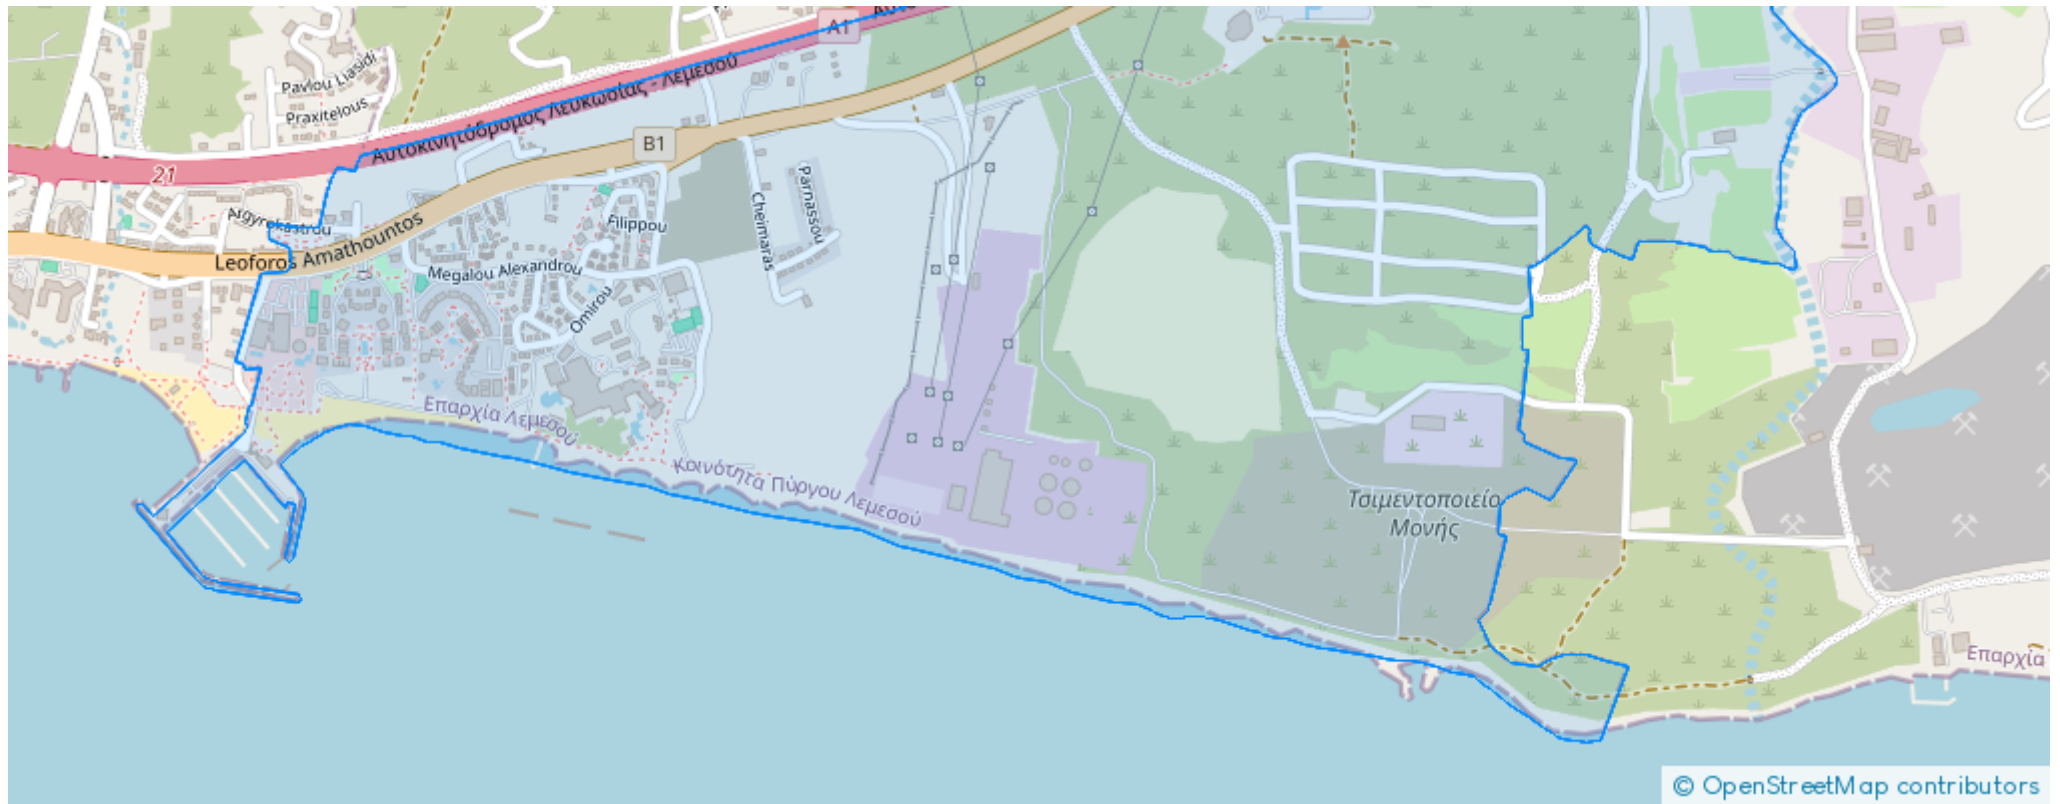 A1
Pavlou Liasidi
Praxitelous
Αυτοκινητόδρομος Λευκωσίας - Λεμεσού
B1
21
Argyrokastrou
Leoforos Amathountos
Parnassou
Cheimaras
Filippou
Megalou Alexandrou
Omirou
Επαρχία Λεμεσού
Κοινότητα Πύργου Λεμεσού
Τσιμεντοποιείο
Μονής
Επαρχία
© OpenStreetMap contributors